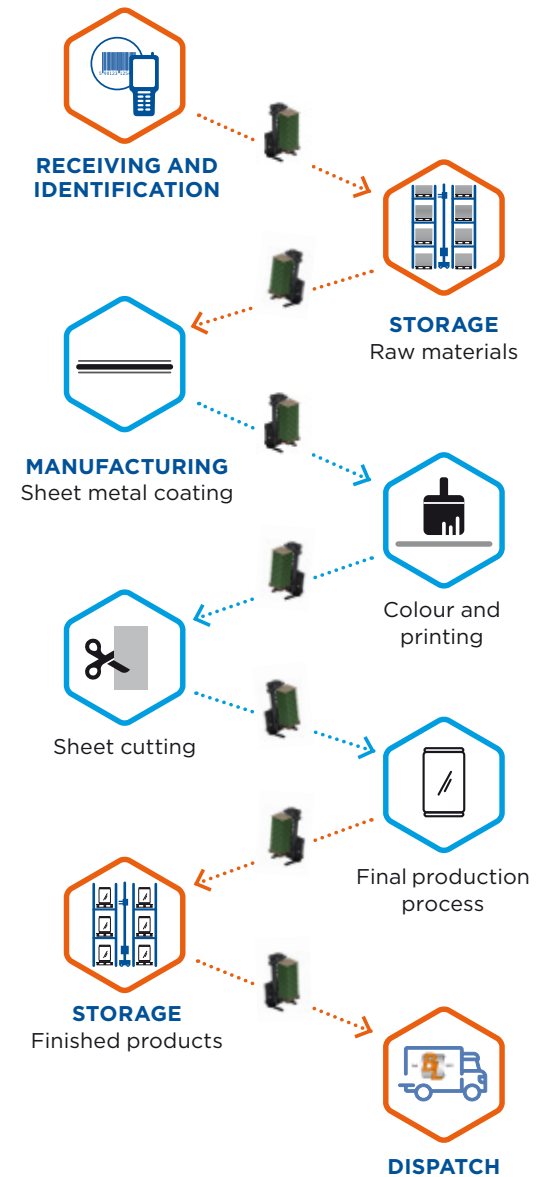 RECEIVING AND
IDENTIFICATION
STORAGE
Raw materials
MANUFACTURING
Sheet metal coating
Colour and
printing
Sheet cutting
Final production
process
STORAGE
Finished products
DISPATCH